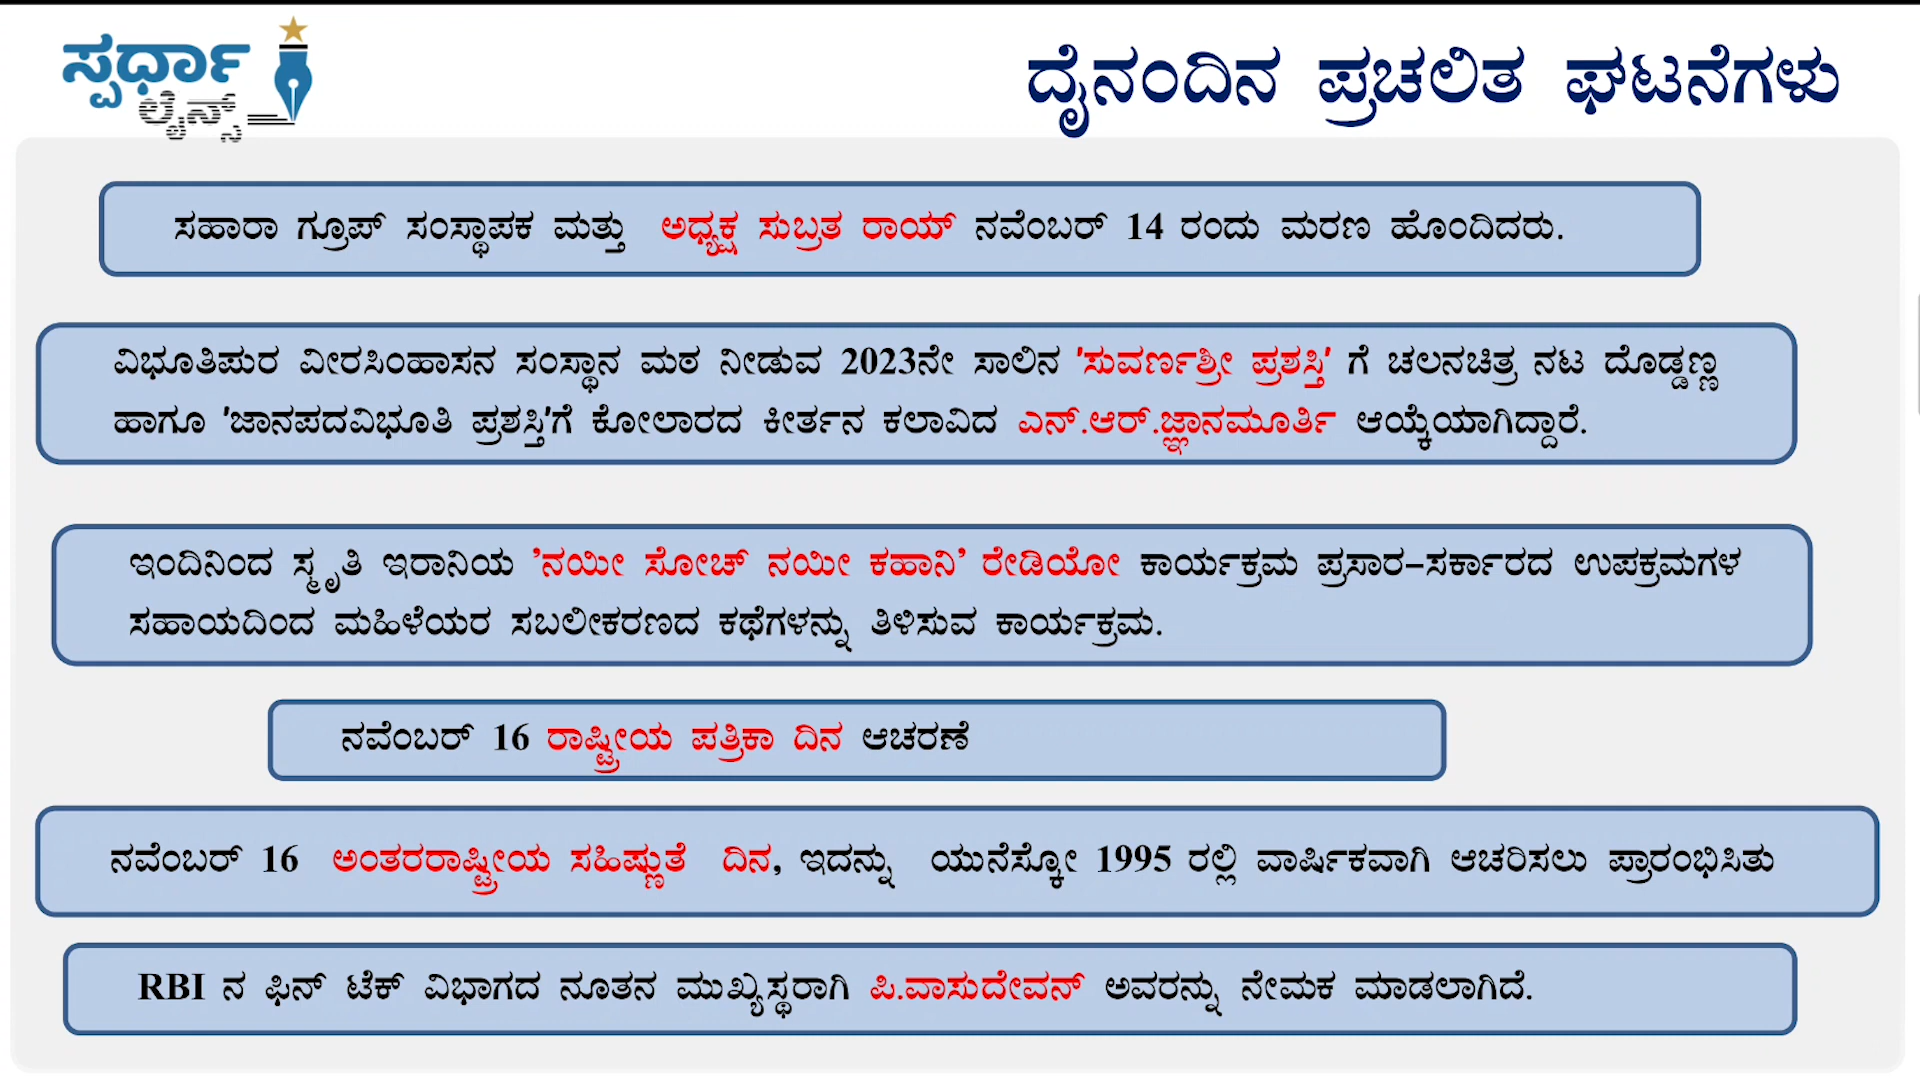 ಸ್ಪರ್ಧಾ
ಲೈನ್ಸ್
ದೈನಂದಿನ ಪ್ರಚಲಿತ ಘಟನೆಗಳು
ಸಹಾರಾ ಗ್ರೂಪ್ ಸಂಸ್ಥಾಪಕ ಮತ್ತು ಅಧ್ಯಕ್ಷ ಸುಬ್ರತ ರಾಯ್ ನವೆಂಬರ್ 14 ರಂದು ಮರಣ ಹೊಂದಿದರು.
ವಿಭೂತಿಪುರ ವೀರಸಿಂಹಾಸನ ಸಂಸ್ಥಾನ ಮಠ ನೀಡುವ 2023ನೇ ಸಾಲಿನ 'ಸುವರ್ಣಶ್ರೀ ಪ್ರಶಸ್ತಿ' ಗೆ ಚಲನಚಿತ್ರ ನಟ ದೊಡ್ಡಣ್ಣ
ಹಾಗೂ 'ಜಾನಪದವಿಭೂತಿ ಪ್ರಶಸ್ತಿ'ಗೆ ಕೋಲಾರದ ಕೀರ್ತನ ಕಲಾವಿದ ಎನ್.ಆರ್.ಜ್ಞಾನಮೂರ್ತಿ ಆಯ್ಕೆಯಾಗಿದ್ದಾರೆ.
ಇಂದಿನಿಂದ ಸ್ಮೃತಿ ಇರಾನಿಯ 'ನಯೀ ಸೋಚ್ ನಯೀ ಕಹಾನಿ' ರೇಡಿಯೋ ಕಾರ್ಯಕ್ರಮ ಪ್ರಸಾರ–ಸರ್ಕಾರದ ಉಪಕ್ರಮಗಳ
ಸಹಾಯದಿಂದ ಮಹಿಳೆಯರ ಸಬಲೀಕರಣದ ಕಥೆಗಳನ್ನು ತಿಳಿಸುವ ಕಾರ್ಯಕ್ರಮ.
ನವೆಂಬರ್ 16 ರಾಷ್ಟ್ರೀಯ ಪತ್ರಿಕಾ ದಿನ ಆಚರಣೆ
ನವೆಂಬರ್ 16 ಅಂತರರಾಷ್ಟ್ರೀಯ ಸಹಿಷ್ಣುತೆ ದಿನ, ಇದನ್ನು ಯುನೆಸ್ಕೋ 1995 ರಲ್ಲಿ ವಾರ್ಷಿಕವಾಗಿ ಆಚರಿಸಲು ಪ್ರಾರಂಭಿಸಿತು
RBI ನ ಫಿನ್ ಟೆಕ್ ವಿಭಾಗದ ನೂತನ ಮುಖ್ಯಸ್ಥರಾಗಿ ಪಿ.ವಾಸುದೇವನ್ ಅವರನ್ನು ನೇಮಕ ಮಾಡಲಾಗಿದೆ.